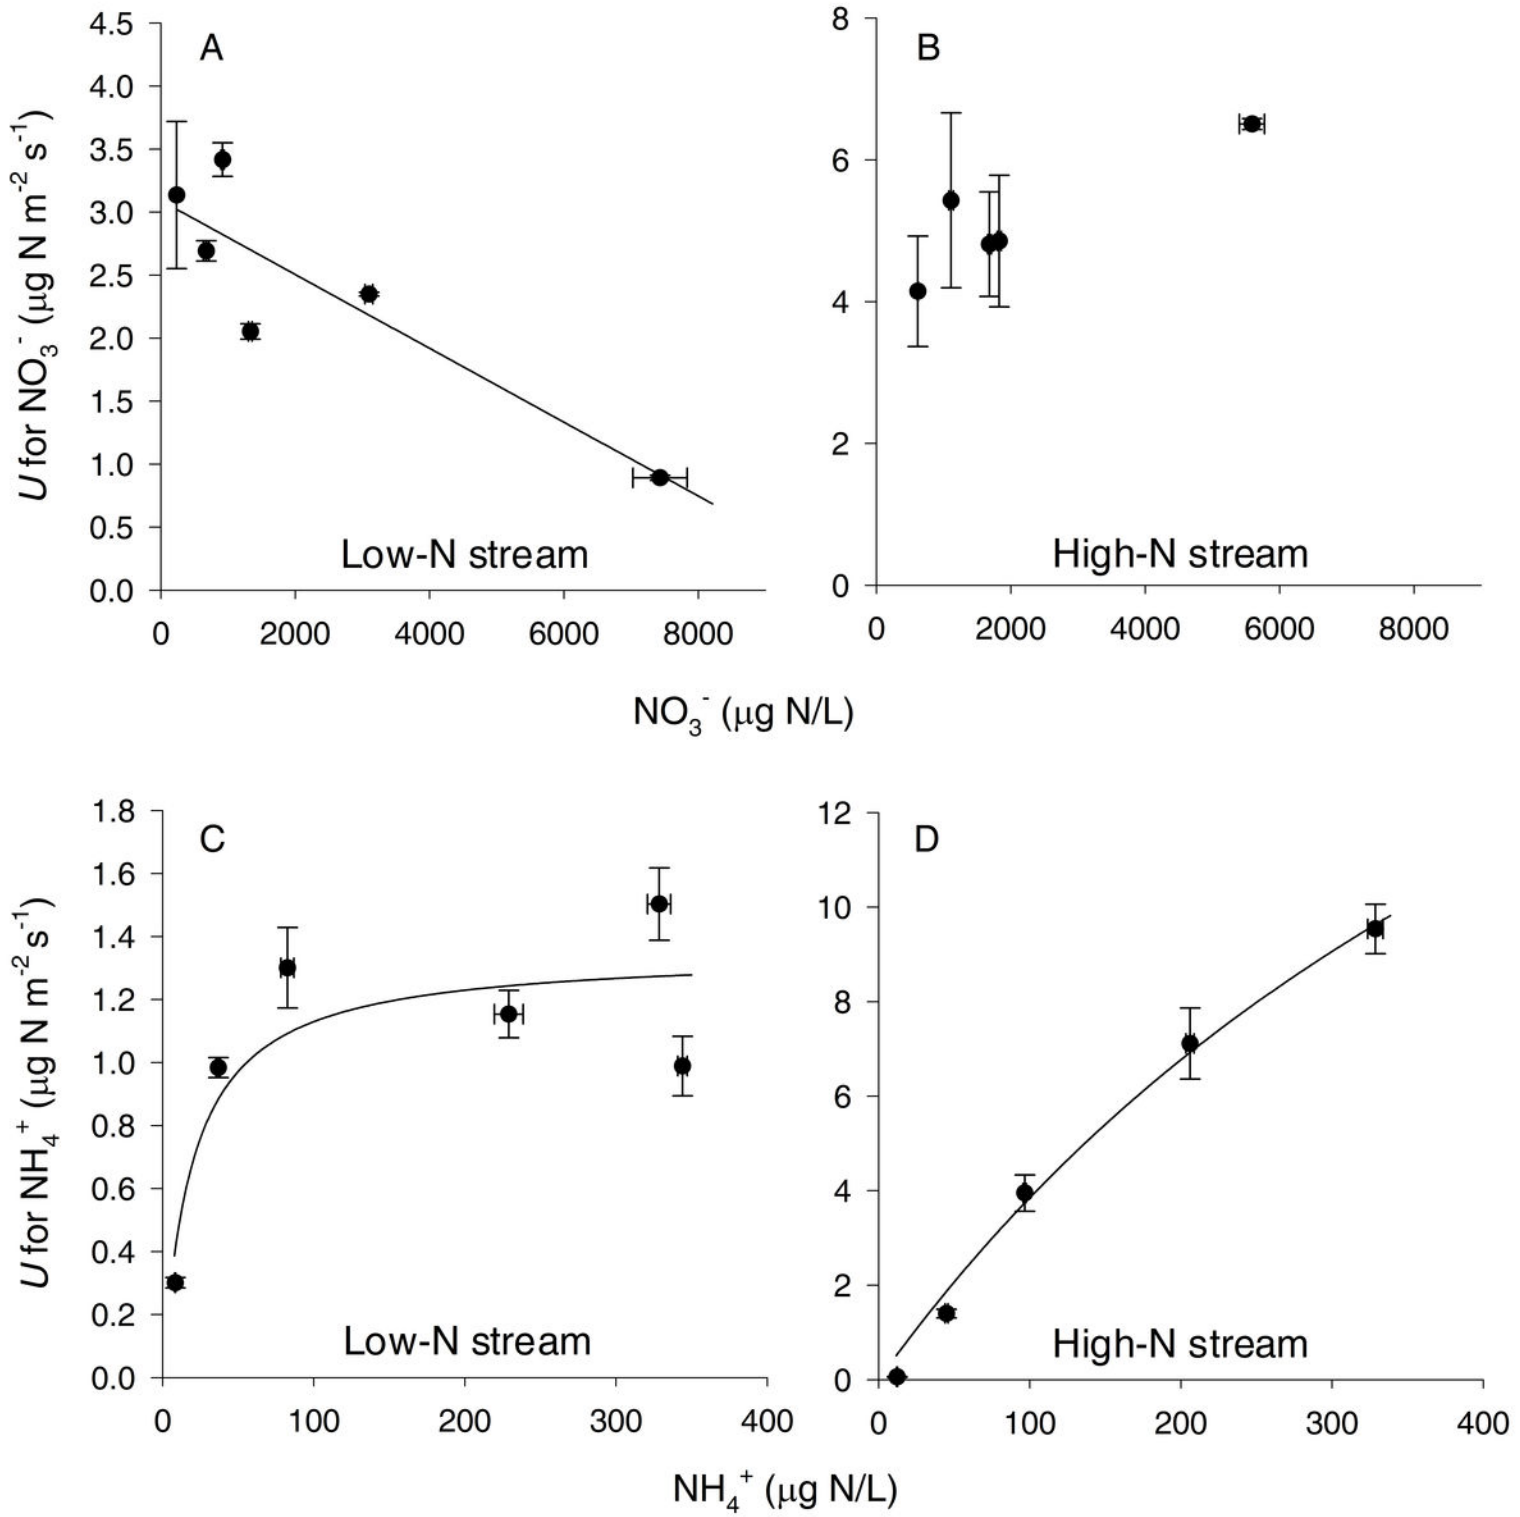 A
4.5
4.0
3.5
3.0
2.5
2.0
1.5
1.0
0.5
0.0
U for NO₃⁻ (μg N m⁻² s⁻¹)
Low-N stream
0 2000 4000 6000 8000
B
8
6
4
2
0
High-N stream
0 2000 4000 6000 8000
NO₃⁻ (μg N/L)
C
1.8
1.6
1.4
1.2
1.0
0.8
0.6
0.4
0.2
0.0
U for NH₄⁺ (μg N m⁻² s⁻¹)
Low-N stream
0 100 200 300 400
D
12
10
8
6
4
2
0
High-N stream
0 100 200 300 400
NH₄⁺ (μg N/L)